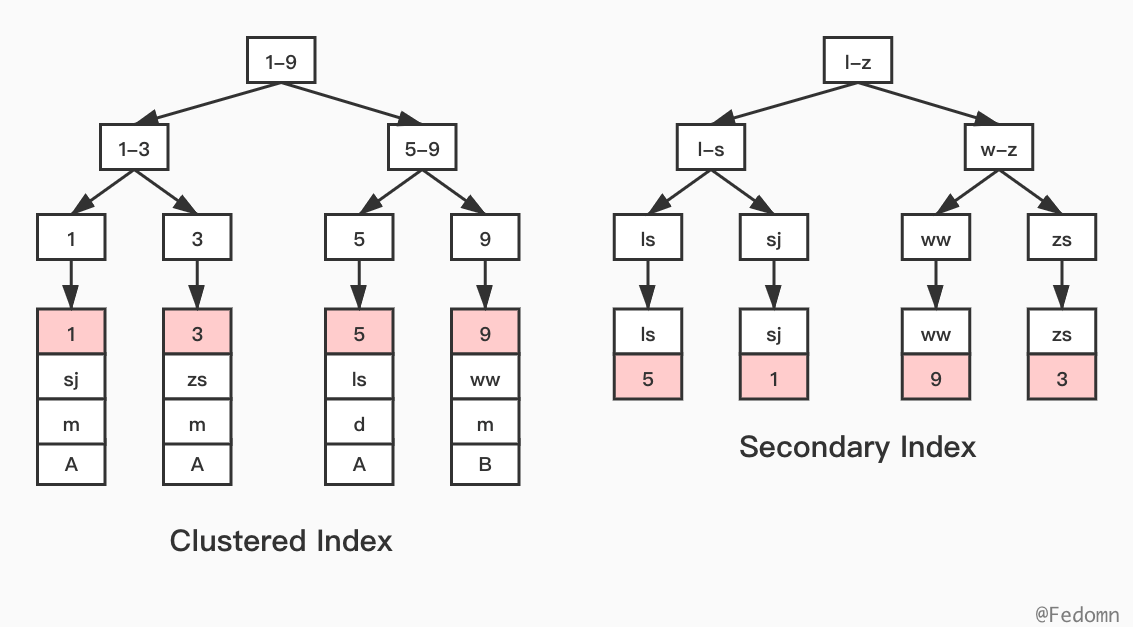 1–9
l–z
1–3
5–9
l–s
w–z
1
3
5
9
ls
sj
ww
zs
1
3
5
9
ls
sj
ww
zs
sj
zs
ls
ww
5
1
9
3
m
m
d
m
A
A
A
B
Secondary Index
Clustered Index
@Fedomn